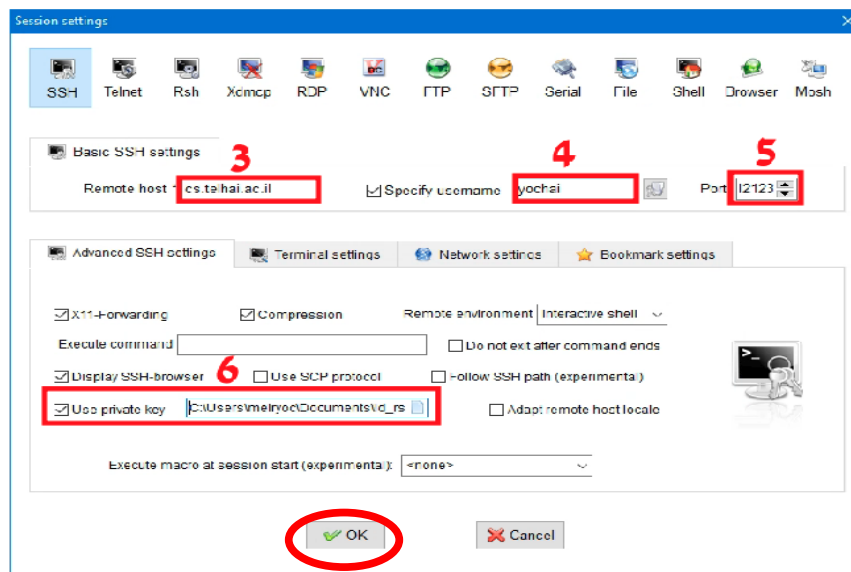 Session settings
SSH Telnet Rsh Xdmcp RDP VNC FTP SFTP Serial File Shell Browser Mosh
Basic SSH settings
3 4 5
Remote host * cs.telhai.ac.il Specify username yochai Port 12123
Advanced SSH settings Terminal settings Network settings Bookmark settings
X11-Forwarding Compression Remote environment Interactive shell
Execute command Do not exit after command ends
6
Display SSH-browser Use SCP protocol Follow SSH path (experimental)
Use private key C:\Users\meiryoc\Documents\id_rs Adapt remote host locale
Execute macro at session start (experimental): <none>
OK Cancel